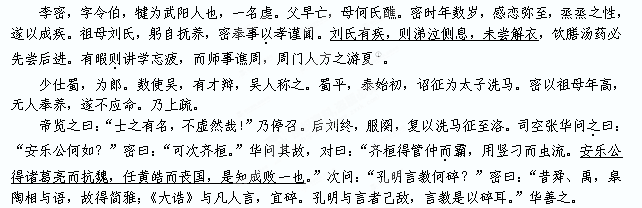 李密，字令伯，犍为武阳人也，一名虔。父早亡，母何氏醮。密时年数岁，感恋弥至，烝烝之性，
遂以成疾。祖母刘氏，躬自抚养，密奉事以孝谨闻。刘氏有疾，则涕泣侧息，未尝解衣，饮膳汤药必
先尝后进。有暇则讲学忘疲，而师事谯周，周门人方之游夏。
少仕蜀，为郎。数使吴，有才辩，吴人称之。蜀平，泰始初，诏征为太子洗马。密以祖母年高，
无人奉养，遂不应命。乃上疏。
帝览之曰：“士之有名，不虚然哉！”乃停召。后刘终，服阕，复以洗马征至洛。司空张华问之曰：
“安乐公何如？”密曰：“可次齐桓。”华问其故，对曰：“齐桓得管仲而霸，用竖刁而虫流。安乐公
得诸葛亮而抗魏，任黄皓而丧国，是知成败一也。”次问：“孔明言教何碎？”密曰：“昔舜、禹、皋
陶相与语，故得简雅；《大诰》与凡人言，宜碎。孔明与言者己敌，言教是以碎耳。”华善之。